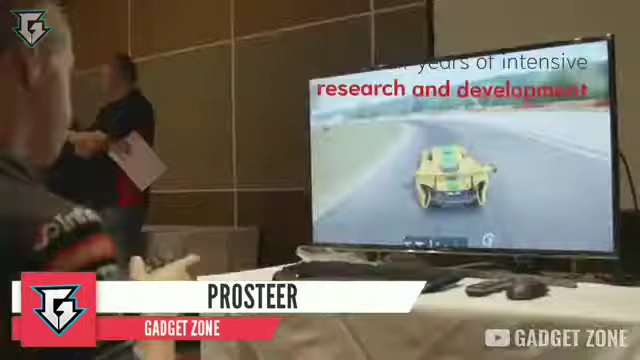 years of intensive
research and development
PROSTEER
GADGET ZONE
GADGET ZONE